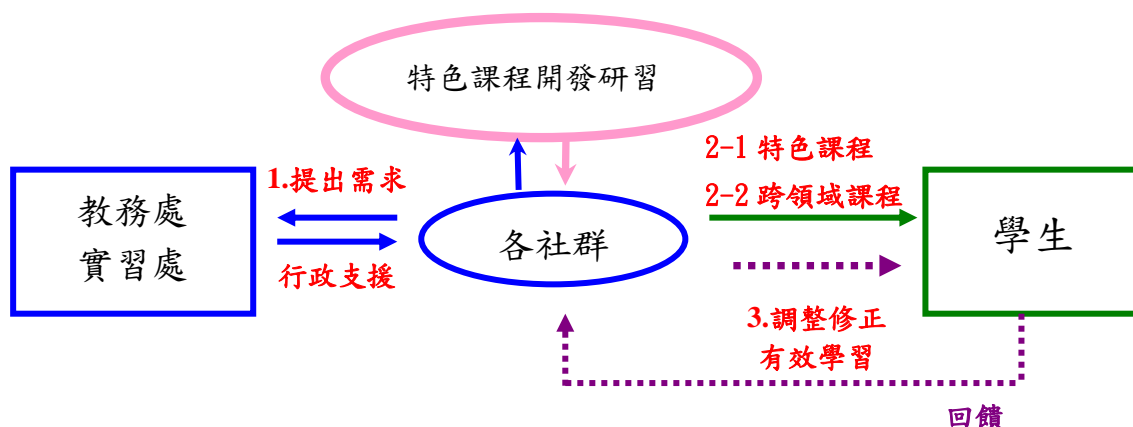 特色課程開發研習
2-1 特色課程
1.提出需求
2-2 跨領域課程
教務處
實習處
各社群
學生
行政支援
3.調整修正
有效學習
回饋